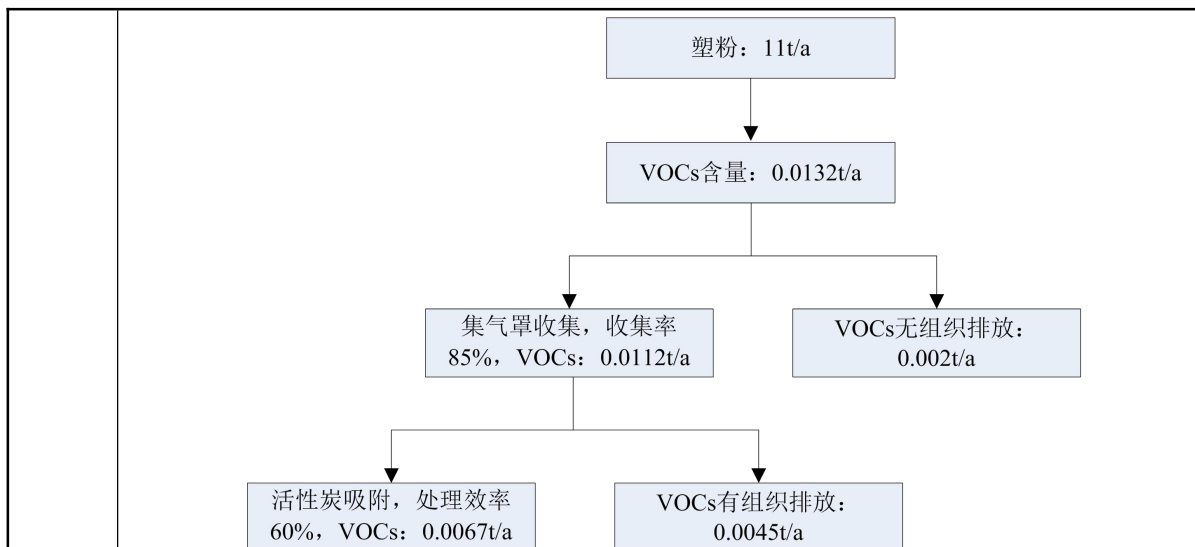 塑粉：11t/a
VOCs含量：0.0132t/a
集气罩收集，收集率
85%，VOCs：0.0112t/a
VOCs无组织排放：
0.002t/a
活性炭吸附，处理效率
60%，VOCs：0.0067t/a
VOCs有组织排放：
0.0045t/a